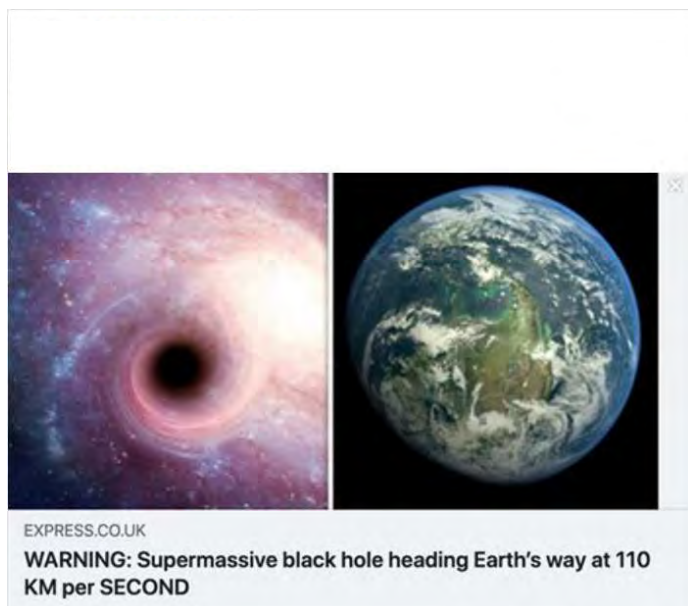 EXPRESS.CO.UK
WARNING: Supermassive black hole heading Earth's way at 110
KM per SECOND